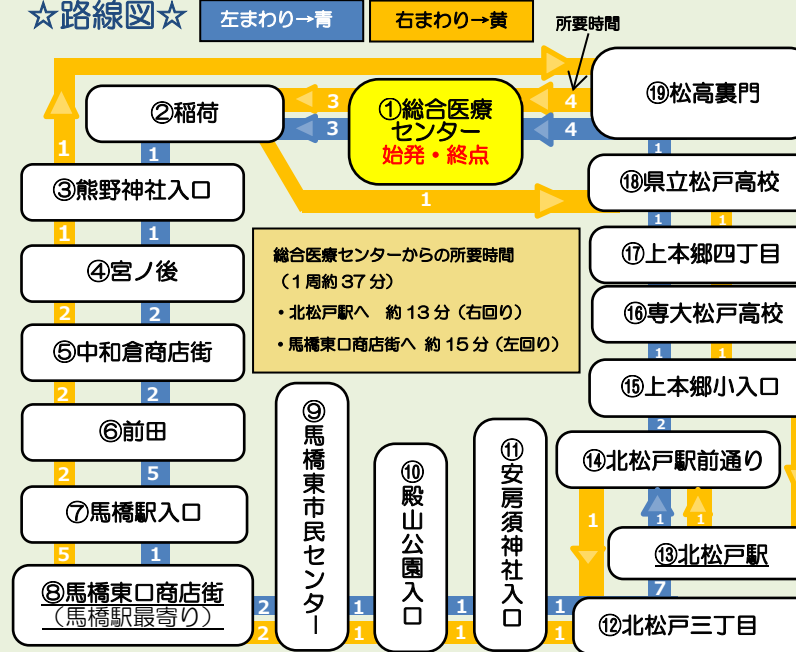 ☆路線図☆
左まわり→青
右まわり→黄
所要時間
3
4
3
4
①総合医療
センター
始発・終点
⑲松高裏門
②稲荷
1
1
1
③熊野神社入口
1
⑱県立松戸高校
1
1
1
1
④宮ノ後
総合医療センターからの所要時間
(1周約37分)
・北松戸駅へ 約13分(右回り)
・馬橋東口商店街へ 約15分(左回り)
⑰上本郷四丁目
2
2
⑯専大松戸高校
⑤中和倉商店街
1
1
2
2
⑮上本郷小入口
⑥前田
2
2
5
⑭北松戸駅前通り
⑦馬橋駅入口
1
1
1
5
1
⑬北松戸駅
⑧馬橋東口商店街
(馬橋駅最寄り)
7
2
2
⑨馬橋東市民センター
1
1
⑩殿山公園入口
1
1
⑪安房須神社入口
1
1
⑫北松戸三丁目